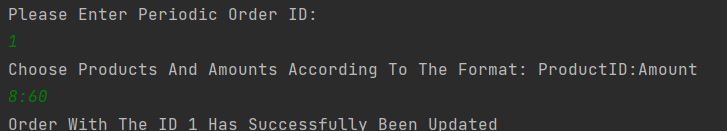 Please Enter Periodic Order ID:
1
Choose Products And Amounts According To The Format: ProductID:Amount
8:60
Order With The ID 1 Has Successfully Been Updated